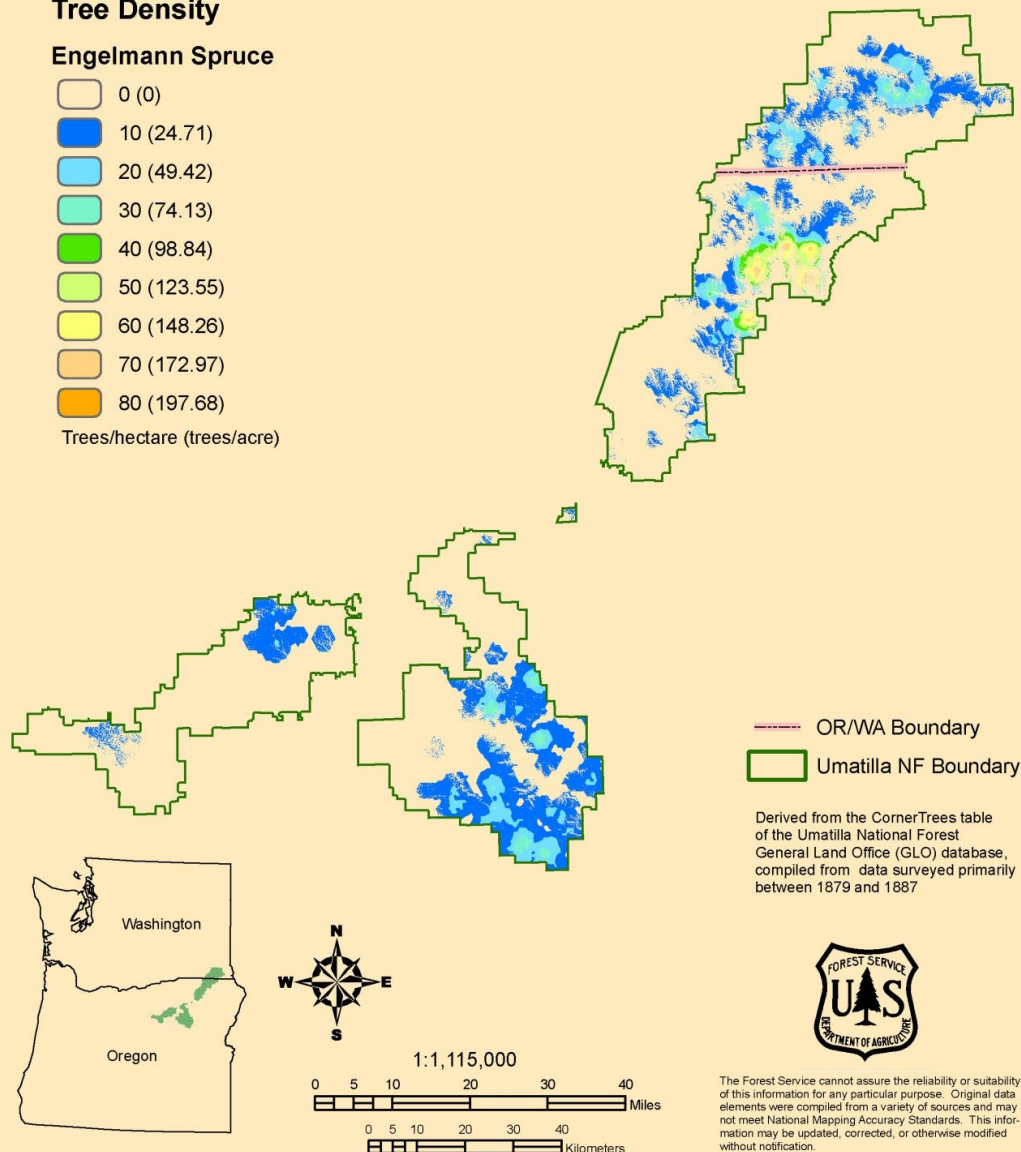 Tree Density
Engelmann Spruce
0 (0)
10 (24.71)
20 (49.42)
30 (74.13)
40 (98.84)
50 (123.55)
60 (148.26)
70 (172.97)
80 (197.68)
Trees/hectare (trees/acre)
OR/WA Boundary
Umatilla NF Boundary
Derived from the CornerTrees table
of the Umatilla National Forest
General Land Office (GLO) database,
compiled from data surveyed primarily
between 1879 and 1887
Washington
Oregon
N
W E
S
1:1,115,000
0 5 10 20 30 40
Miles
0 5 10 20 30 40
Kilometers
FOREST SERVICE
U S
DEPARTMENT OF AGRICULTURE
The Forest Service cannot assure the reliability or suitability
of this information for any particular purpose. Original data
elements were compiled from a variety of sources and may
not meet National Mapping Accuracy Standards. This infor-
mation may be updated, corrected, or otherwise modified
without notification.